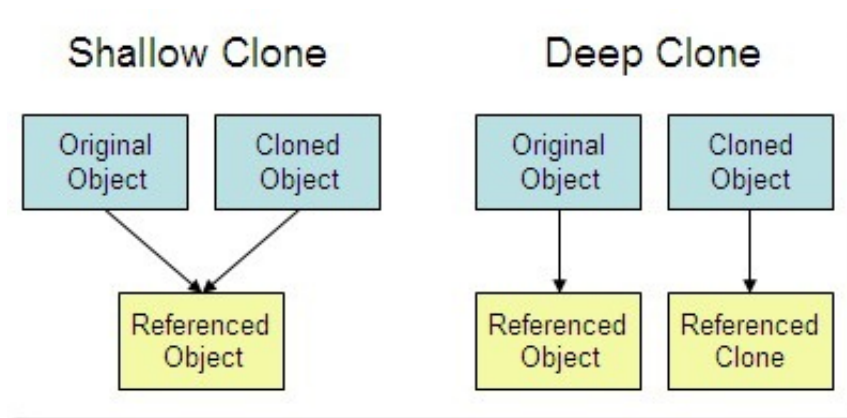 Shallow Clone
Deep Clone
Original
Object
Cloned
Object
Original
Object
Cloned
Object
Referenced
Object
Referenced
Object
Referenced
Clone